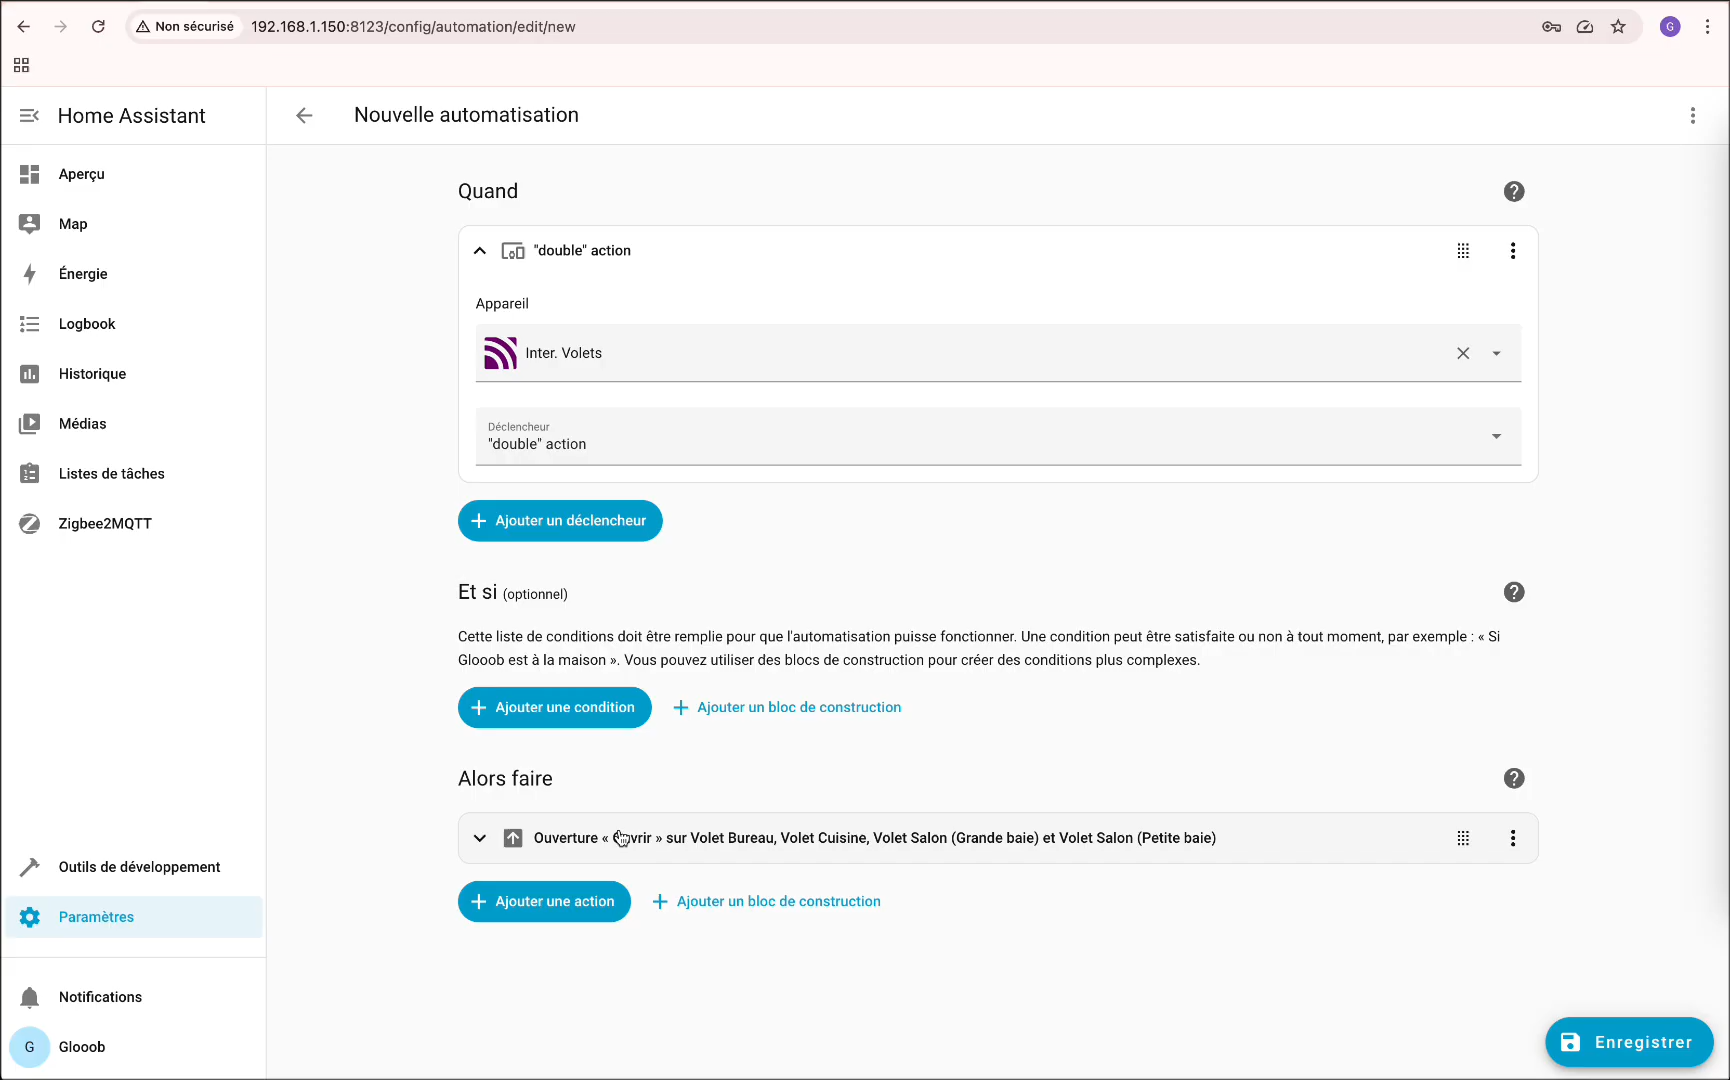 Non sécurisé
192.168.1.150:8123/config/automation/edit/new
G
Home Assistant
Nouvelle automatisation
Aperçu
Map
Énergie
Logbook
Historique
Médias
Listes de tâches
Zigbee2MQTT
Outils de développement
Paramètres
Notifications
G
Glooob
Quand
"double" action
Appareil
Inter. Volets
Déclencheur
"double" action
Ajouter un déclencheur
Et si (optionnel)
Cette liste de conditions doit être remplie pour que l'automatisation puisse fonctionner. Une condition peut être satisfaite ou non à tout moment, par exemple : « Si
Glooob est à la maison ». Vous pouvez utiliser des blocs de construction pour créer des conditions plus complexes.
Ajouter une condition
Ajouter un bloc de construction
Alors faire
Ouverture « Ouvrir » sur Volet Bureau, Volet Cuisine, Volet Salon (Grande baie) et Volet Salon (Petite baie)
Ajouter une action
Ajouter un bloc de construction
Enregistrer